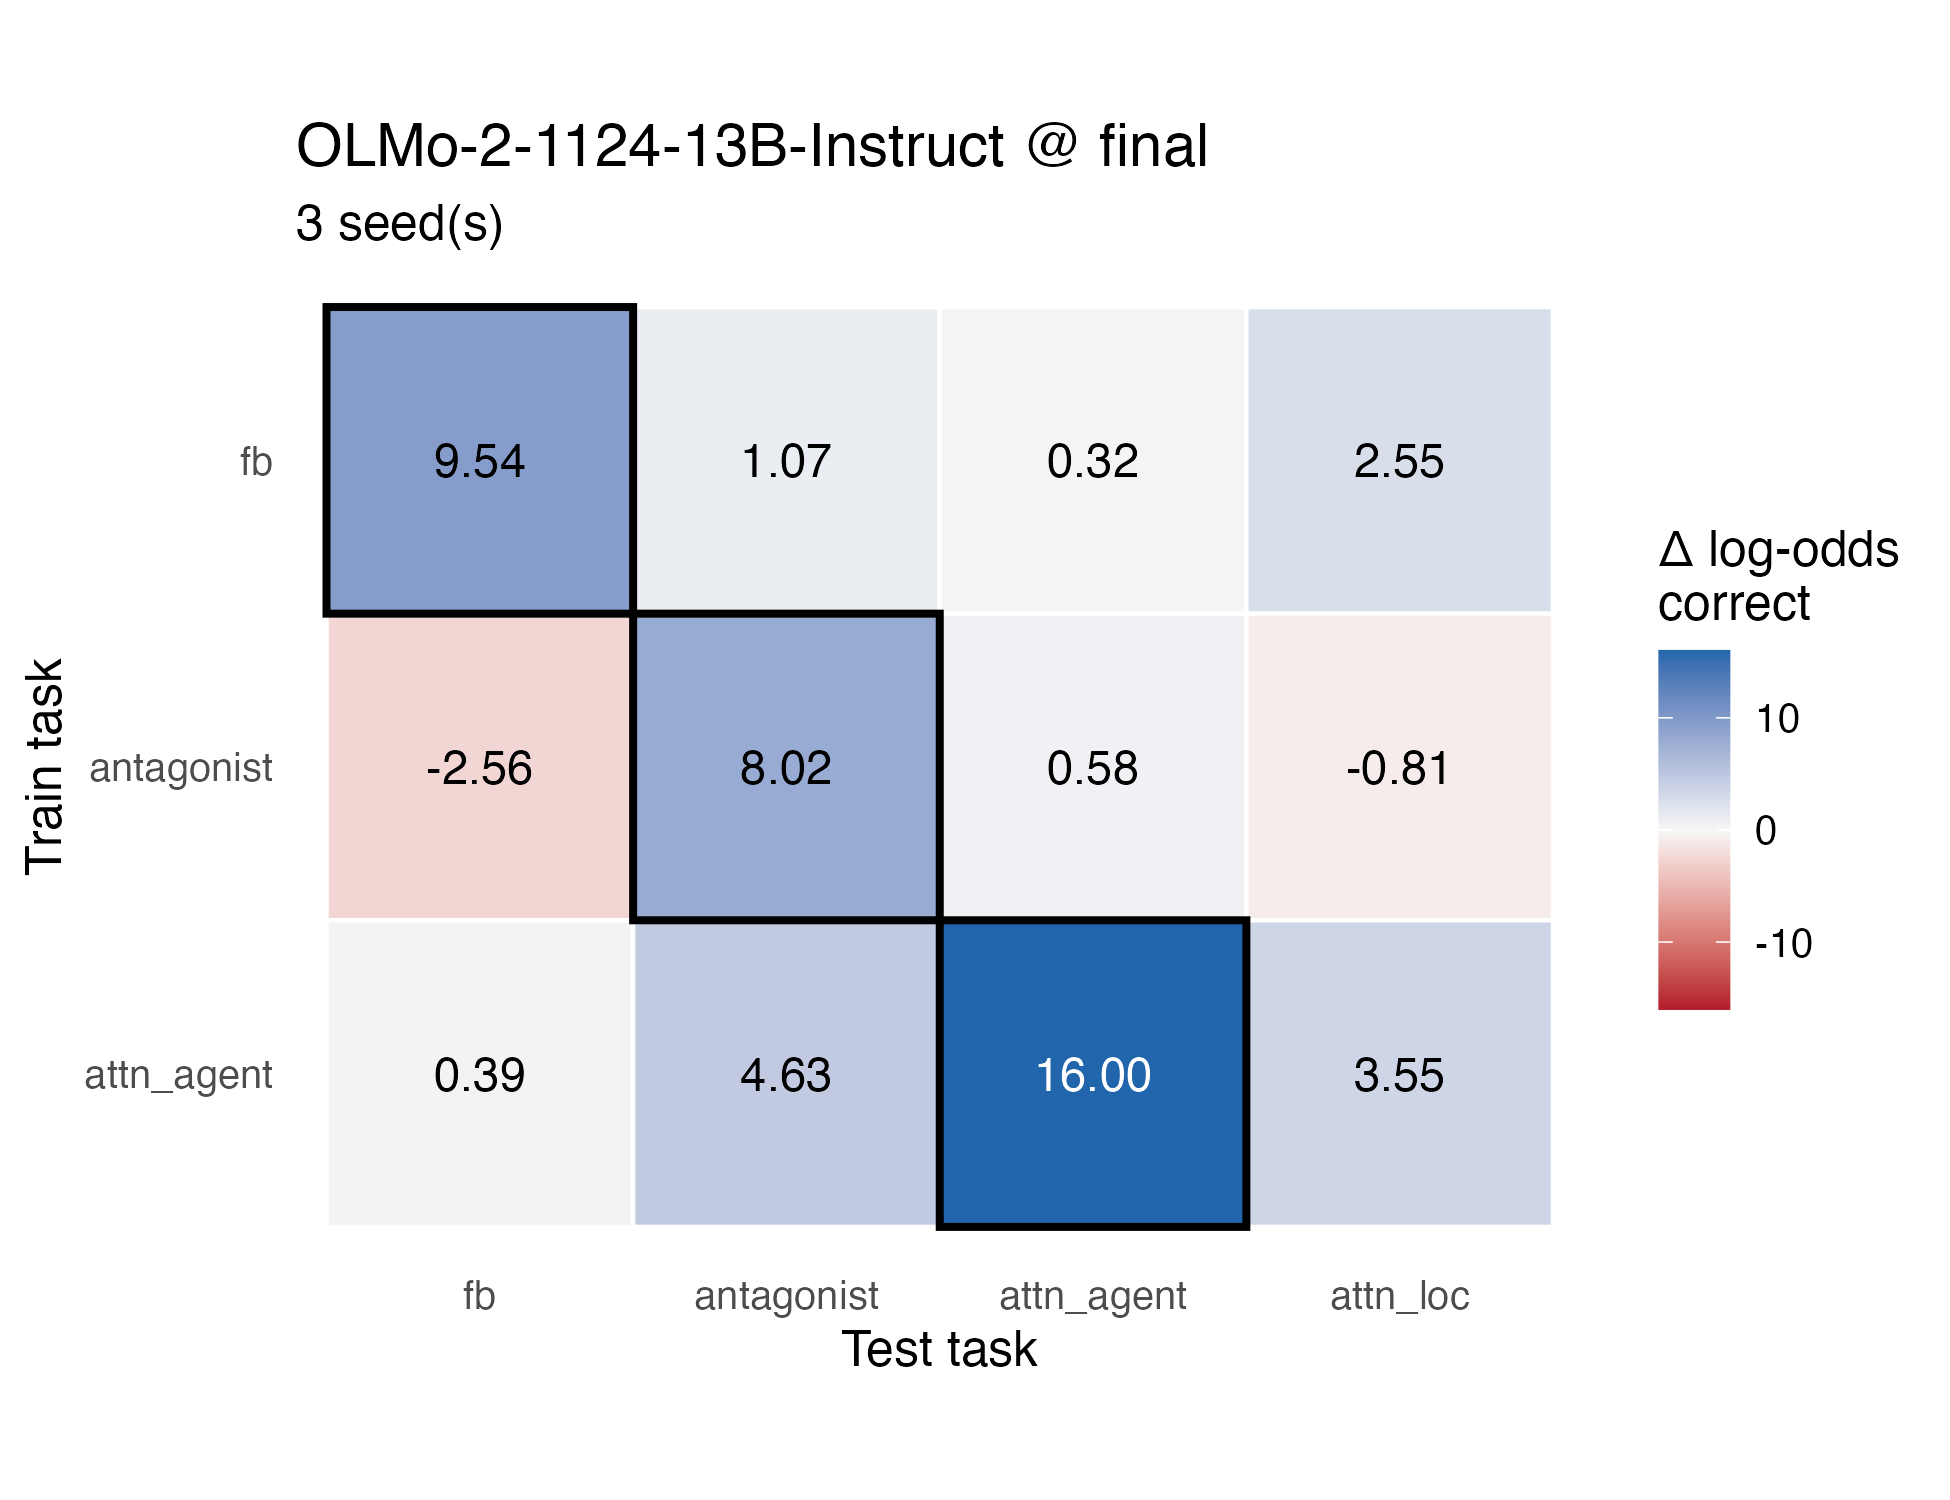 OLMo-2-1124-13B-Instruct @ final
3 seed(s)
Train task
fb
9.54
1.07
0.32
2.55
antagonist
-2.56
8.02
0.58
-0.81
attn_agent
0.39
4.63
16.00
3.55
fb
antagonist
attn_agent
attn_loc
Test task
Δ log-odds
correct
10
0
-10